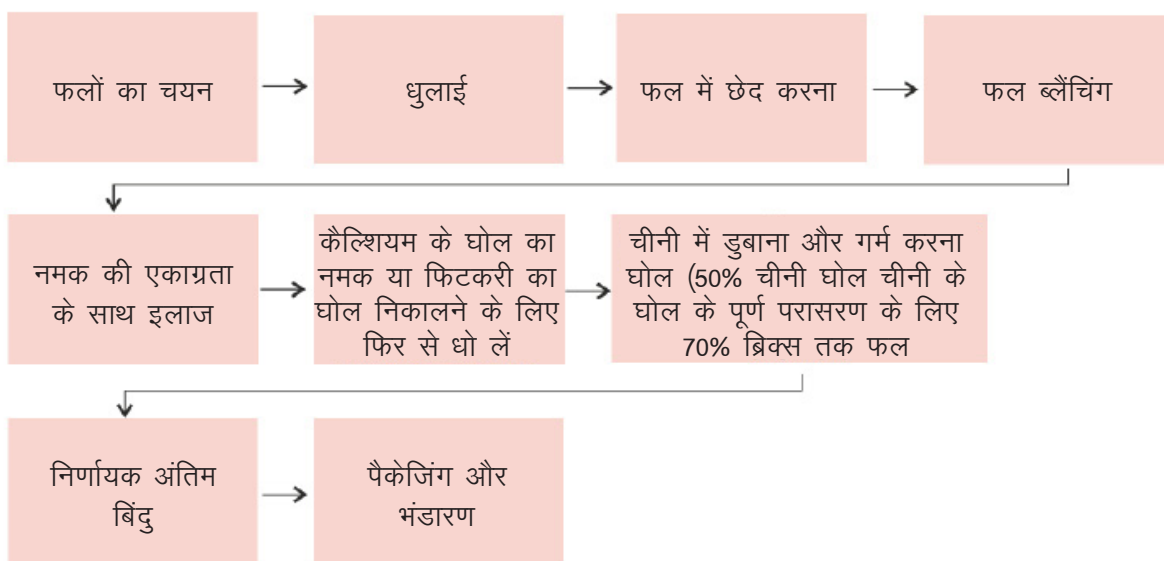 फलों का चयन
धुलाई
फल में छेद करना
फल ब्लैंचिंग
नमक की एकाग्रता
के साथ इलाज
कैल्शियम के घोल का
नमक या फिटकरी का
घोल निकालने के लिए
फिर से धो लें
चीनी में डुबाना और गर्म करना
घोल (50% चीनी घोल चीनी के
घोल के पूर्ण परासरण के लिए
70% ब्रिक्स तक फल
निर्णायक अंतिम
बिंदु
पैकेजिंग और
भंडारण